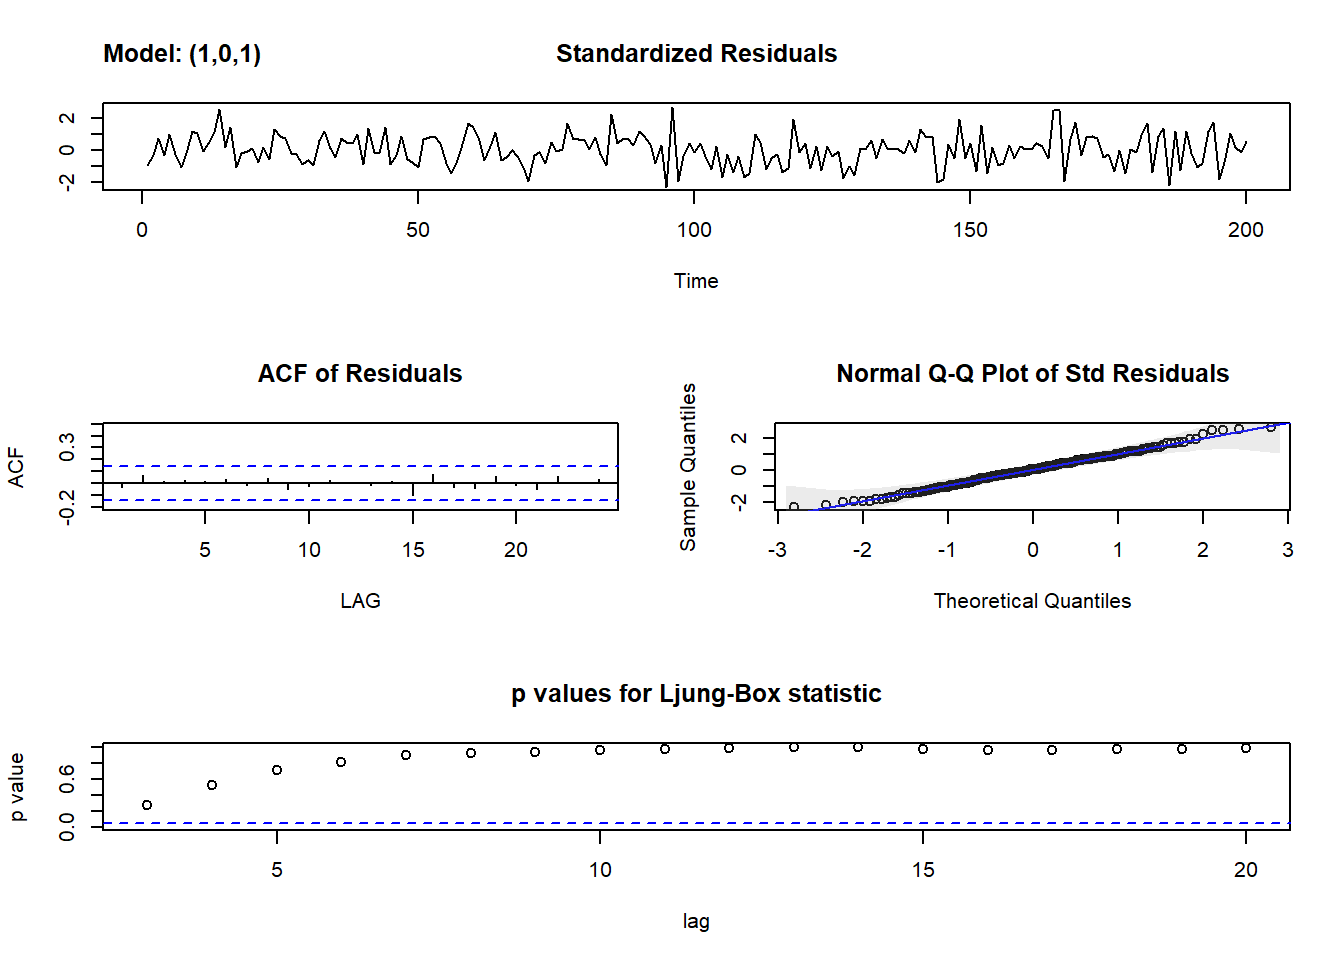 Model: (1,0,1) Standardized Residuals
2
0
-2
0 50 100 150 200
Time
ACF of Residuals
ACF
0.3
-0.2
5 10 15 20
LAG
Normal Q-Q Plot of Std Residuals
Sample Quantiles
2
0
-2
-3 -2 -1 0 1 2 3
Theoretical Quantiles
p values for Ljung-Box statistic
p value
0.6
0.0
5 10 15 20
lag